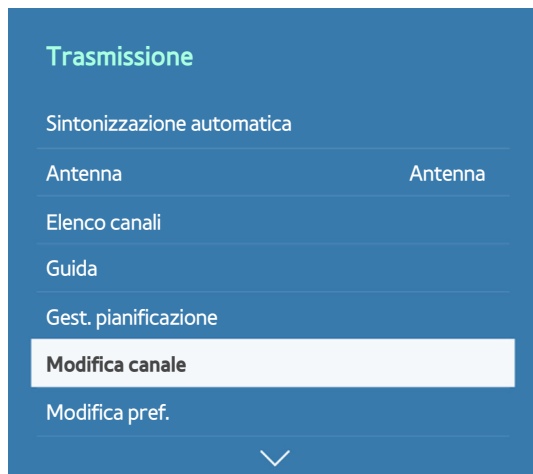 Trasmissione
Sintonizzazione automatica
Antenna Antenna
Elenco canali
Guida
Gest. pianificazione
Modifica canale
Modifica pref.